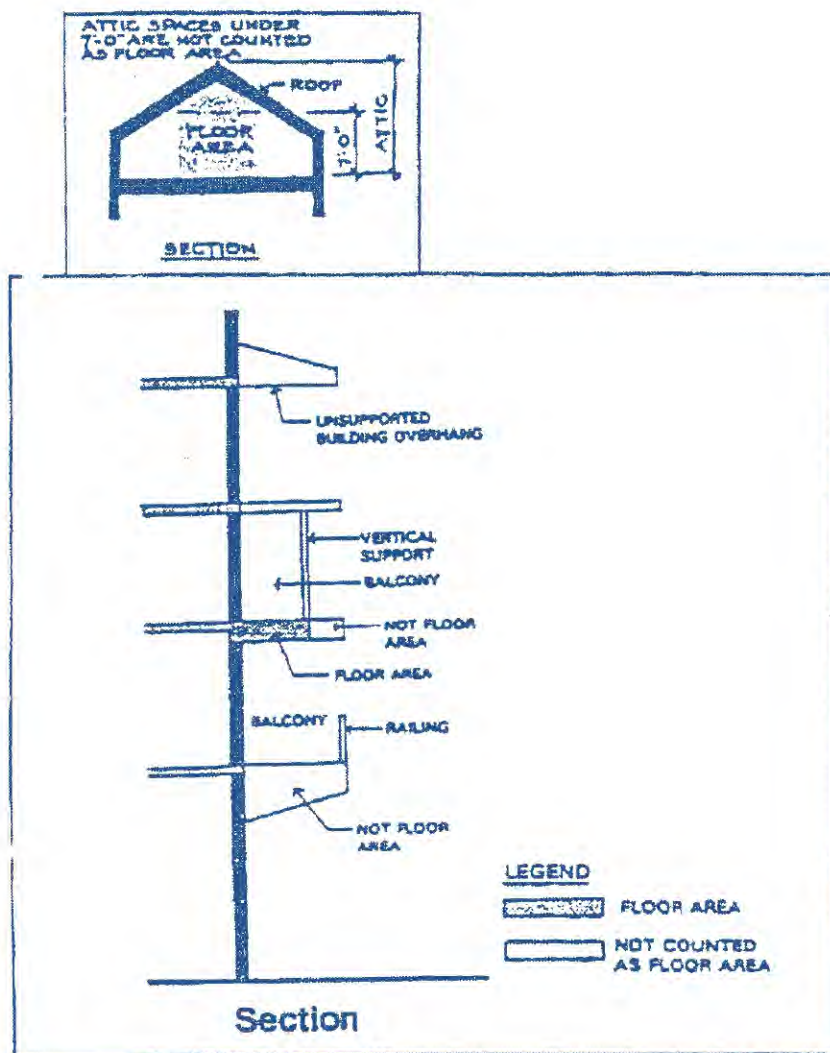 ATTIC SPACES UNDER
7'-0" ARE NOT COUNTED
AS FLOOR AREA
ROOF
FLOOR
AREA
7'-0"
ATTIC
SECTION
UNSUPPORTED
BUILDING OVERHANG
VERTICAL
SUPPORT
BALCONY
NOT FLOOR
AREA
FLOOR AREA
BALCONY
RAILING
NOT FLOOR
AREA
LEGEND
FLOOR AREA
NOT COUNTED
AS FLOOR AREA
Section